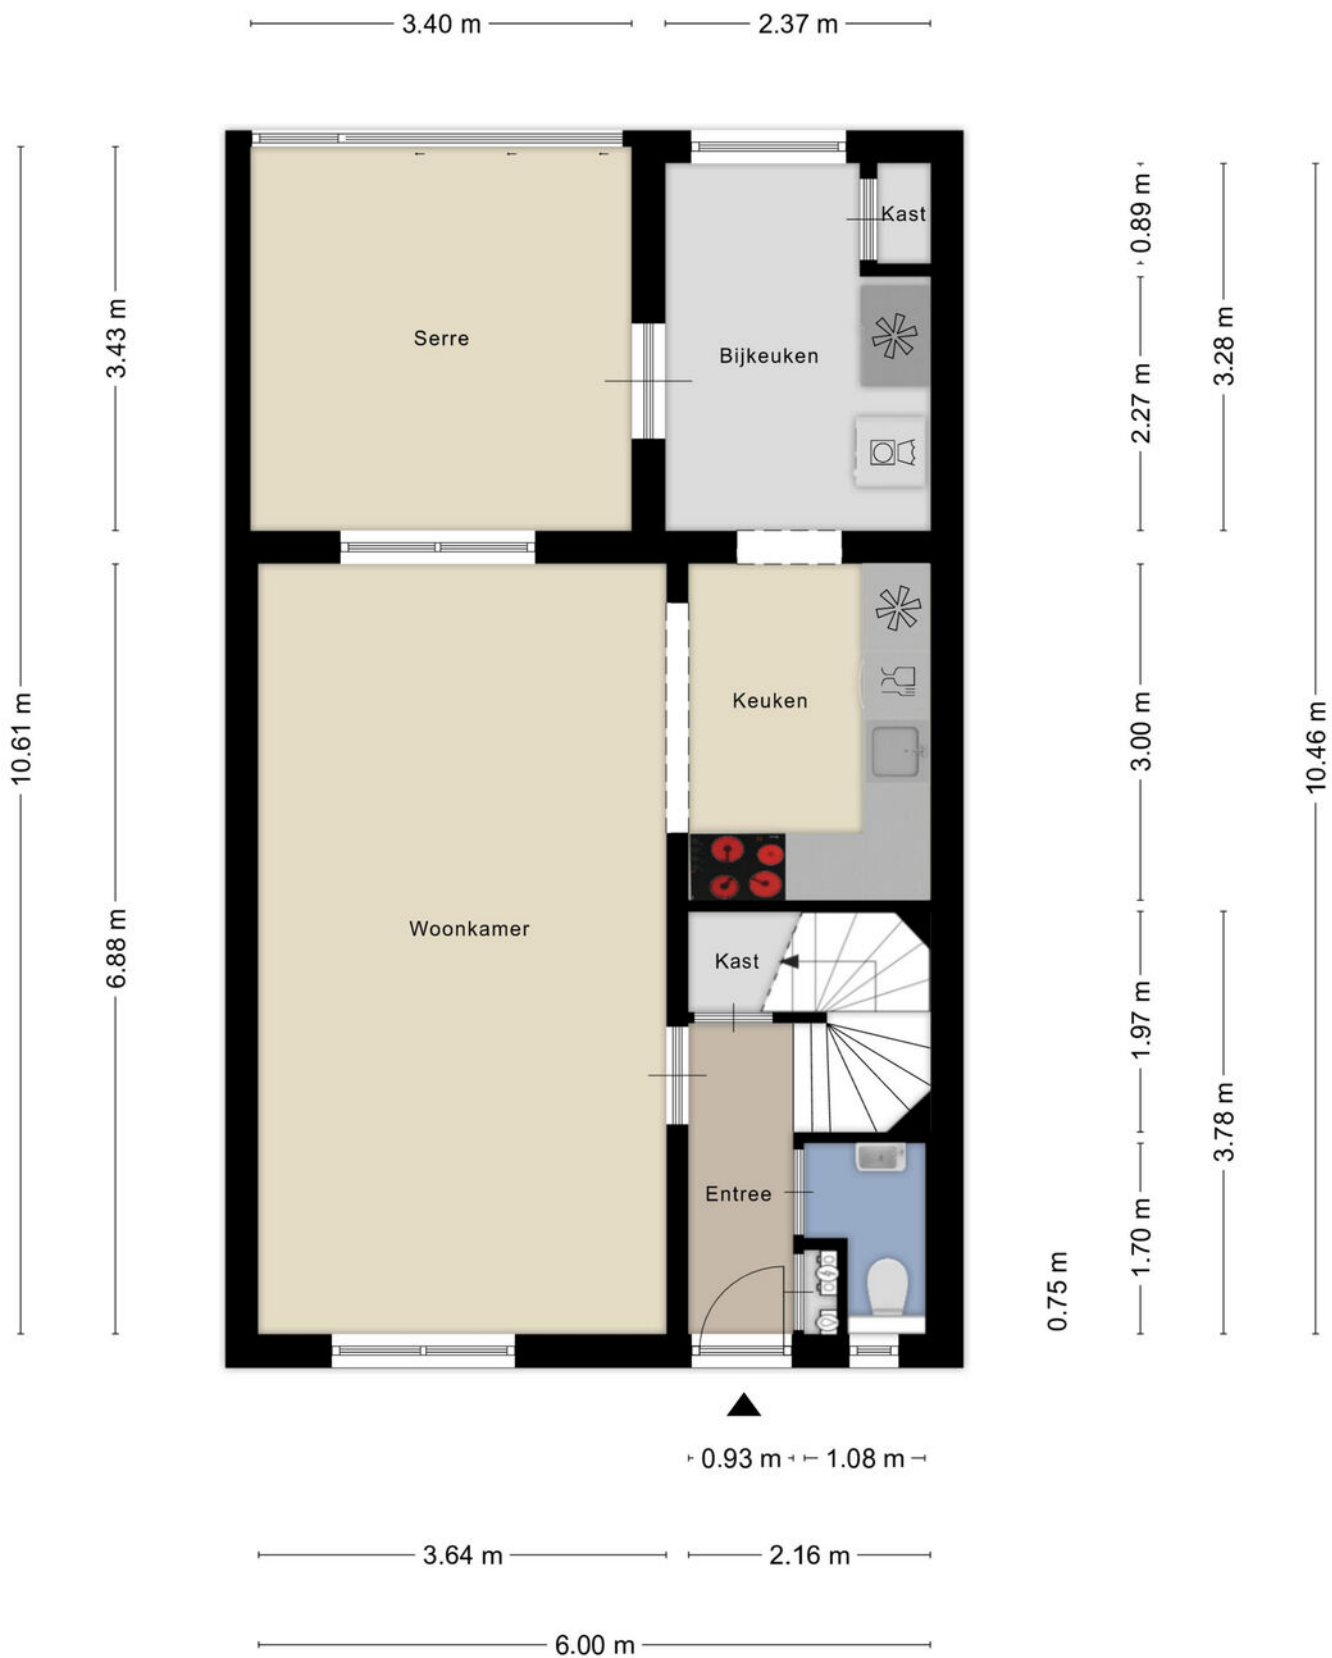 3.40 m
2.37 m
Kast
0.89 m
Serre
Bijkeuken
3.43 m
3.28 m
2.27 m
Keuken
10.61 m
3.00 m
10.46 m
Woonkamer
6.88 m
Kast
1.97 m
3.78 m
Entree
1.70 m
0.75 m
0.93 m
1.08 m
3.64 m
2.16 m
6.00 m